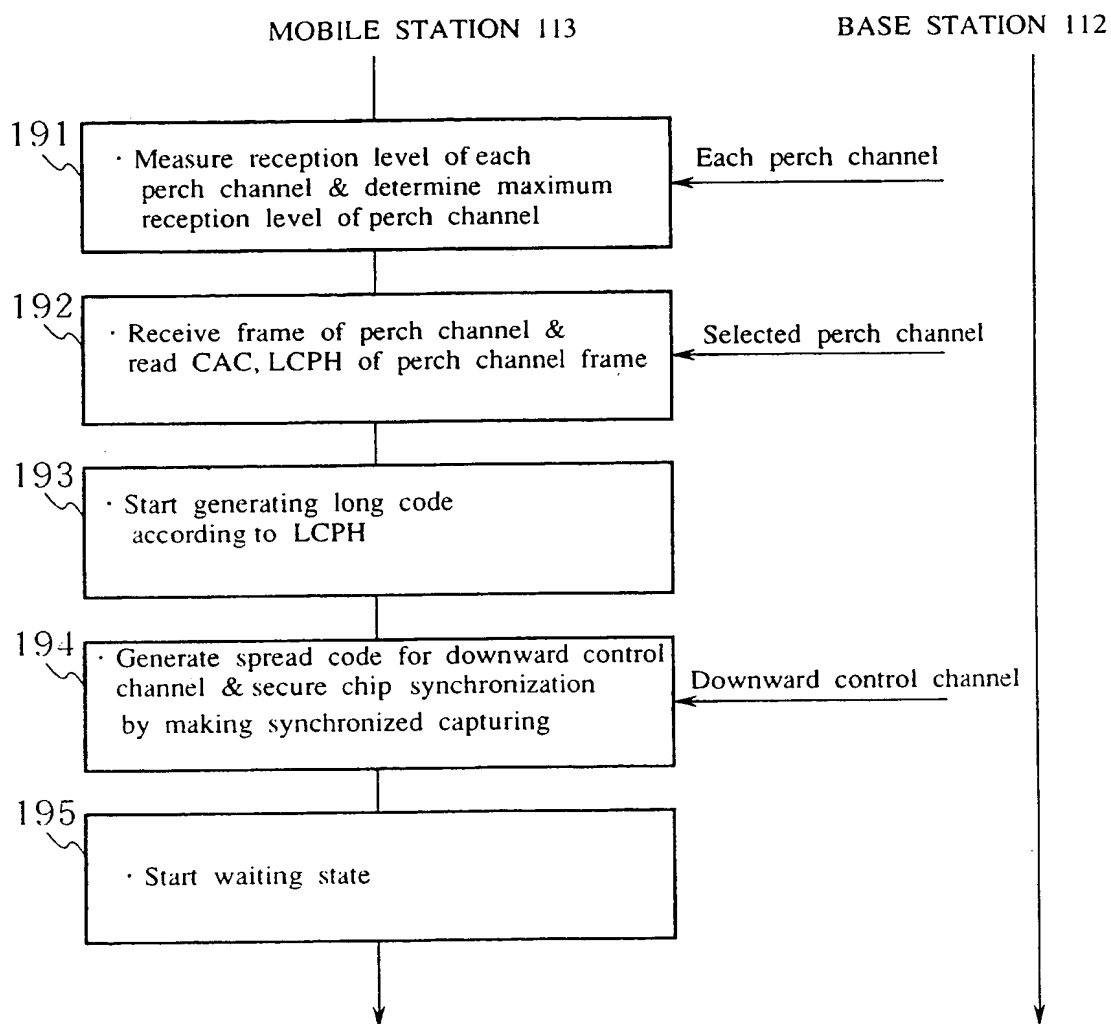 MOBILE STATION 113
BASE STATION 112
191
· Measure reception level of each
perch channel & determine maximum
reception level of perch channel
Each perch channel
192
· Receive frame of perch channel &
read CAC, LCPH of perch channel frame
Selected perch channel
193
· Start generating long code
according to LCPH
194
· Generate spread code for downward control
channel & secure chip synchronization
by making synchronized capturing
Downward control channel
195
· Start waiting state